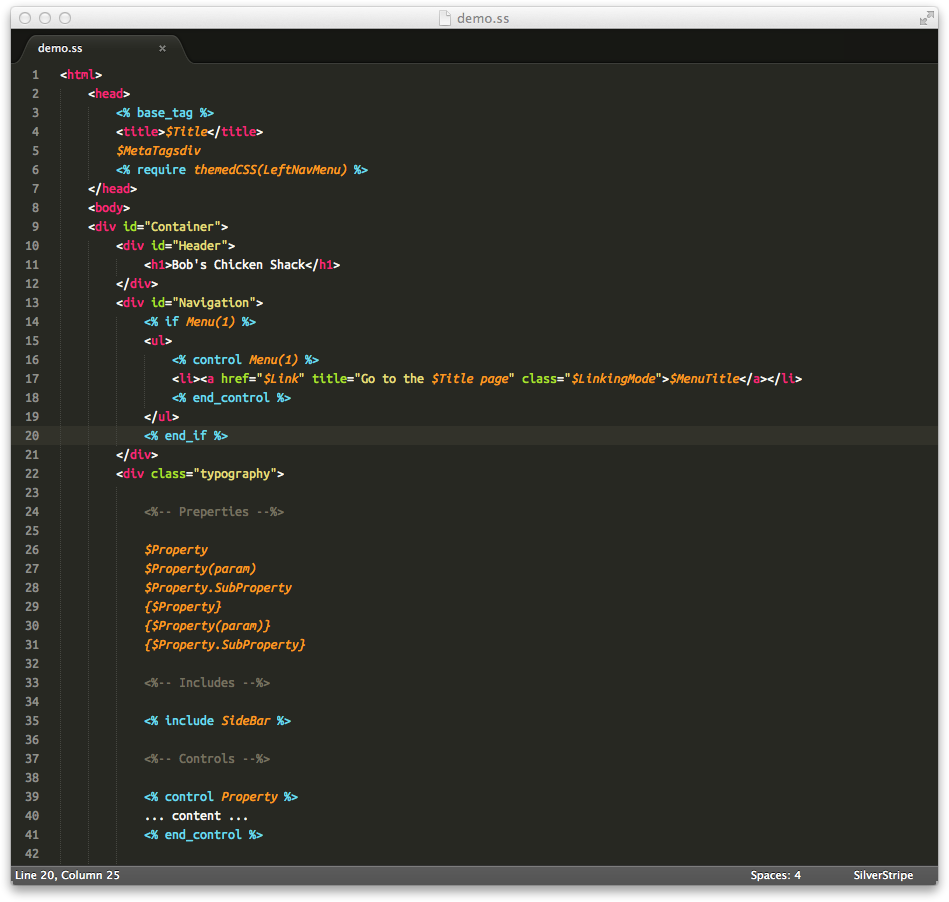 demo.ss
demo.ss ×
1 <html>
2 <head>
3 <% base_tag %>
4 <title>$Title</title>
5 $MetaTagsdiv
6 <% require themedCSS(LeftNavMenu) %>
7 </head>
8 <body>
9 <div id="Container">
10 <div id="Header">
11 <h1>Bob's Chicken Shack</h1>
12 </div>
13 <div id="Navigation">
14 <% if Menu(1) %>
15 <ul>
16 <% control Menu(1) %>
17 <li><a href="$Link" title="Go to the $Title page" class="$LinkingMode">$MenuTitle</a></li>
18 <% end_control %>
19 </ul>
20 <% end_if %>
21 </div>
22 <div class="typography">
23
24 <%-- Preperties --%>
25
26 $Property
27 $Property(param)
28 $Property.SubProperty
29 {$Property}
30 {$Property(param)}
31 {$Property.SubProperty}
32
33 <%-- Includes --%>
34
35 <% include SideBar %>
36
37 <%-- Controls --%>
38
39 <% control Property %>
40 ... content ...
41 <% end_control %>
42
Line 20, Column 25 Spaces: 4 SilverStripe